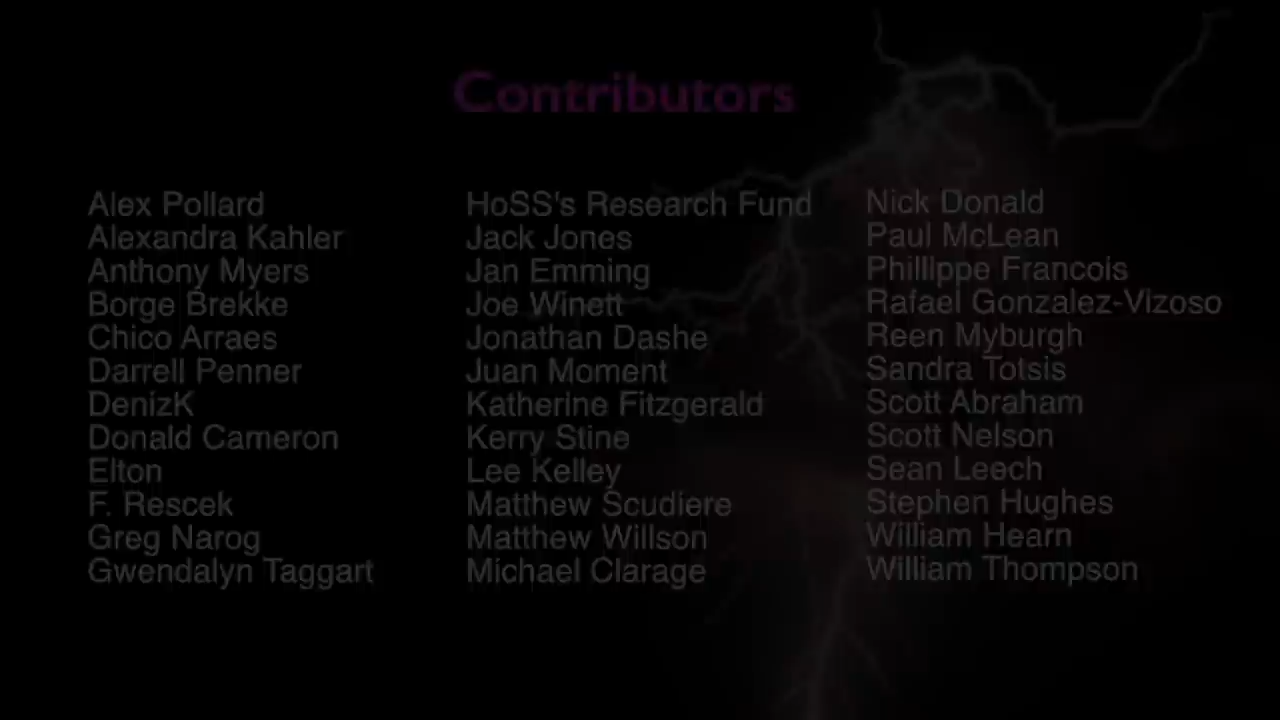 Contributors
Alex Pollard
Alexandra Kahler
Anthony Myers
Borge Brekke
Chico Arraes
Darrell Penner
DenizK
Donald Cameron
Elton
F. Rescek
Greg Narog
Gwendalyn Taggart
HoSS's Research Fund
Jack Jones
Jan Emming
Joe Winett
Jonathan Dashe
Juan Moment
Katherine Fitzgerald
Kerry Stine
Lee Kelley
Matthew Scudiere
Matthew Willson
Michael Clarage
Nick Donald
Paul McLean
Phillippe Francois
Rafael Gonzalez-Vizoso
Reen Myburgh
Sandra Totsis
Scott Abraham
Scott Nelson
Sean Leech
Stephen Hughes
William Hearn
William Thompson